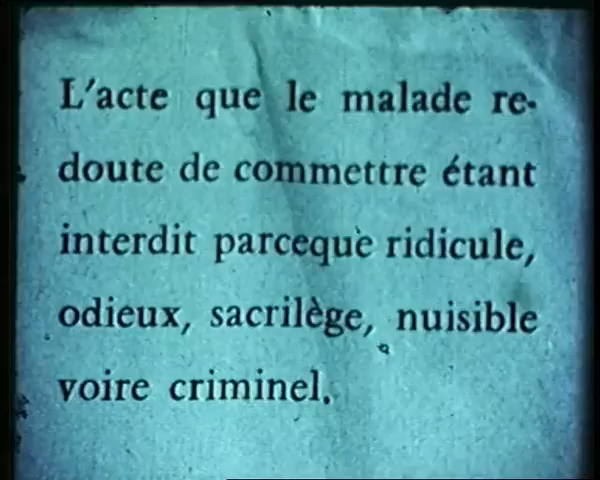 L'acte que le malade re-
doute de commettre étant
interdit parceque ridicule,
odieux, sacrilège, nuisible
voire criminel.